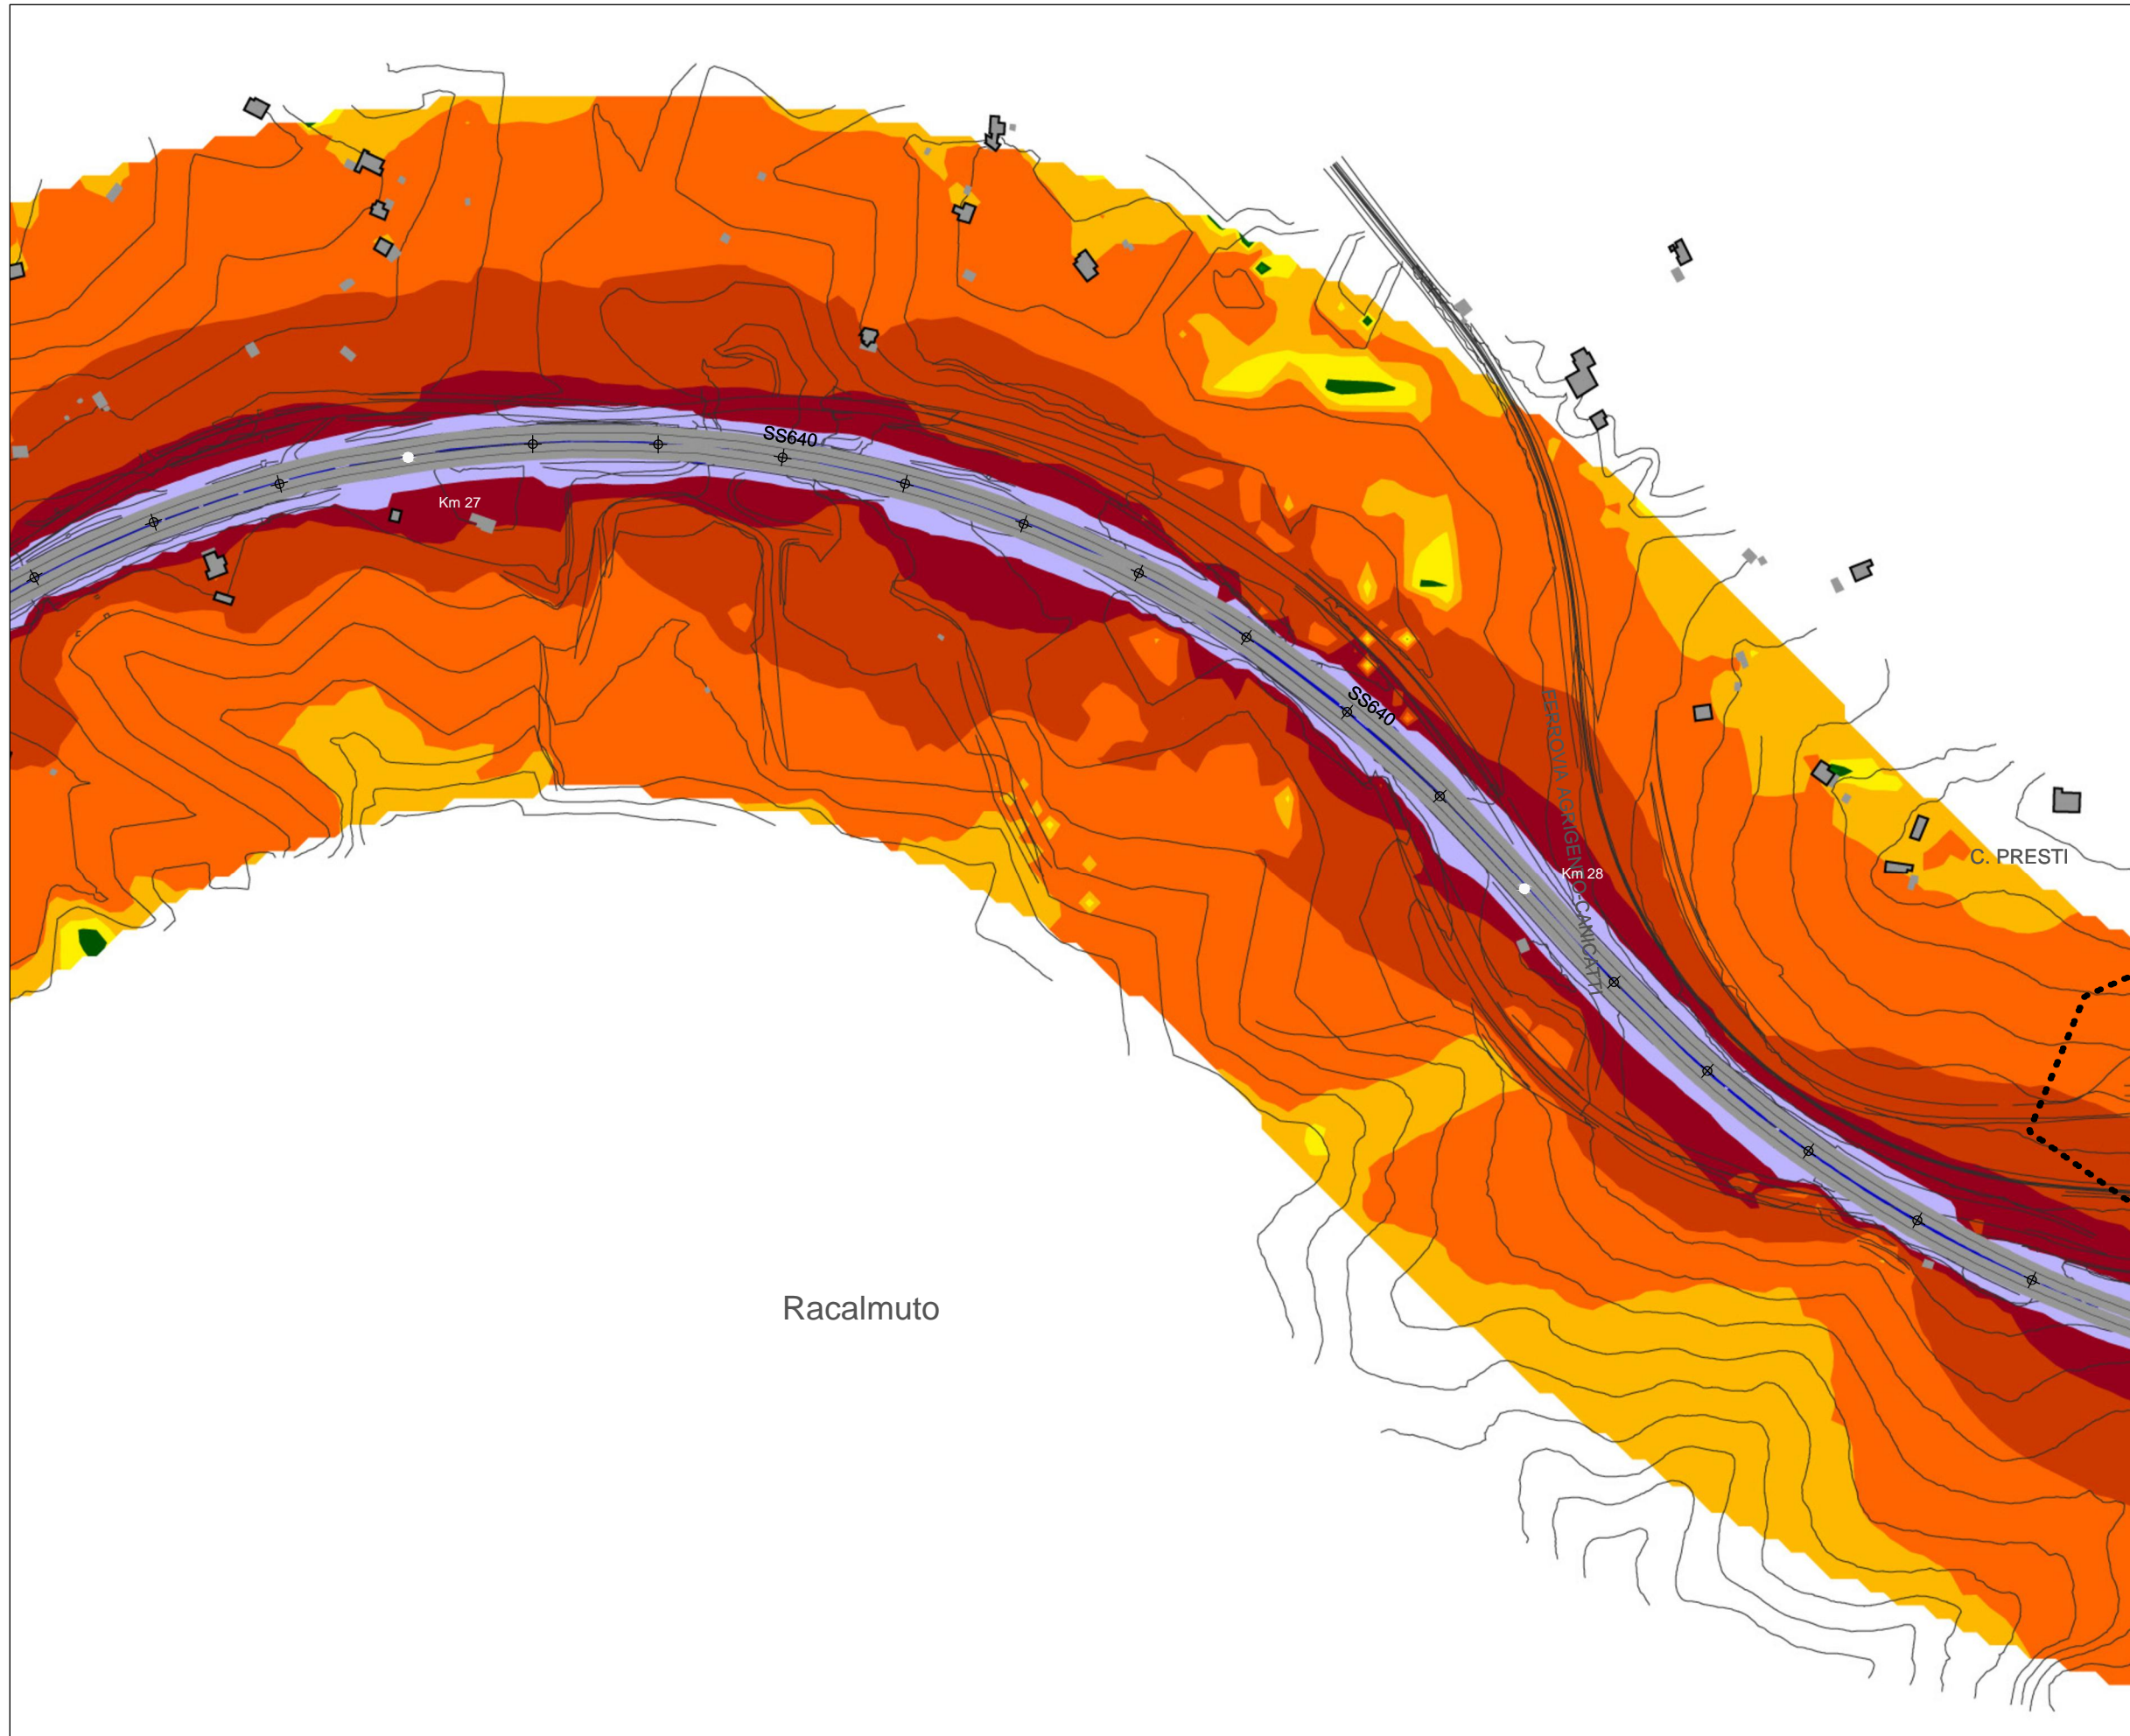 SS640
Km 27
SS640
FERROVIA AGRIGENTO-CANICATTI
Km 28
C. PRESTI
Racalmuto